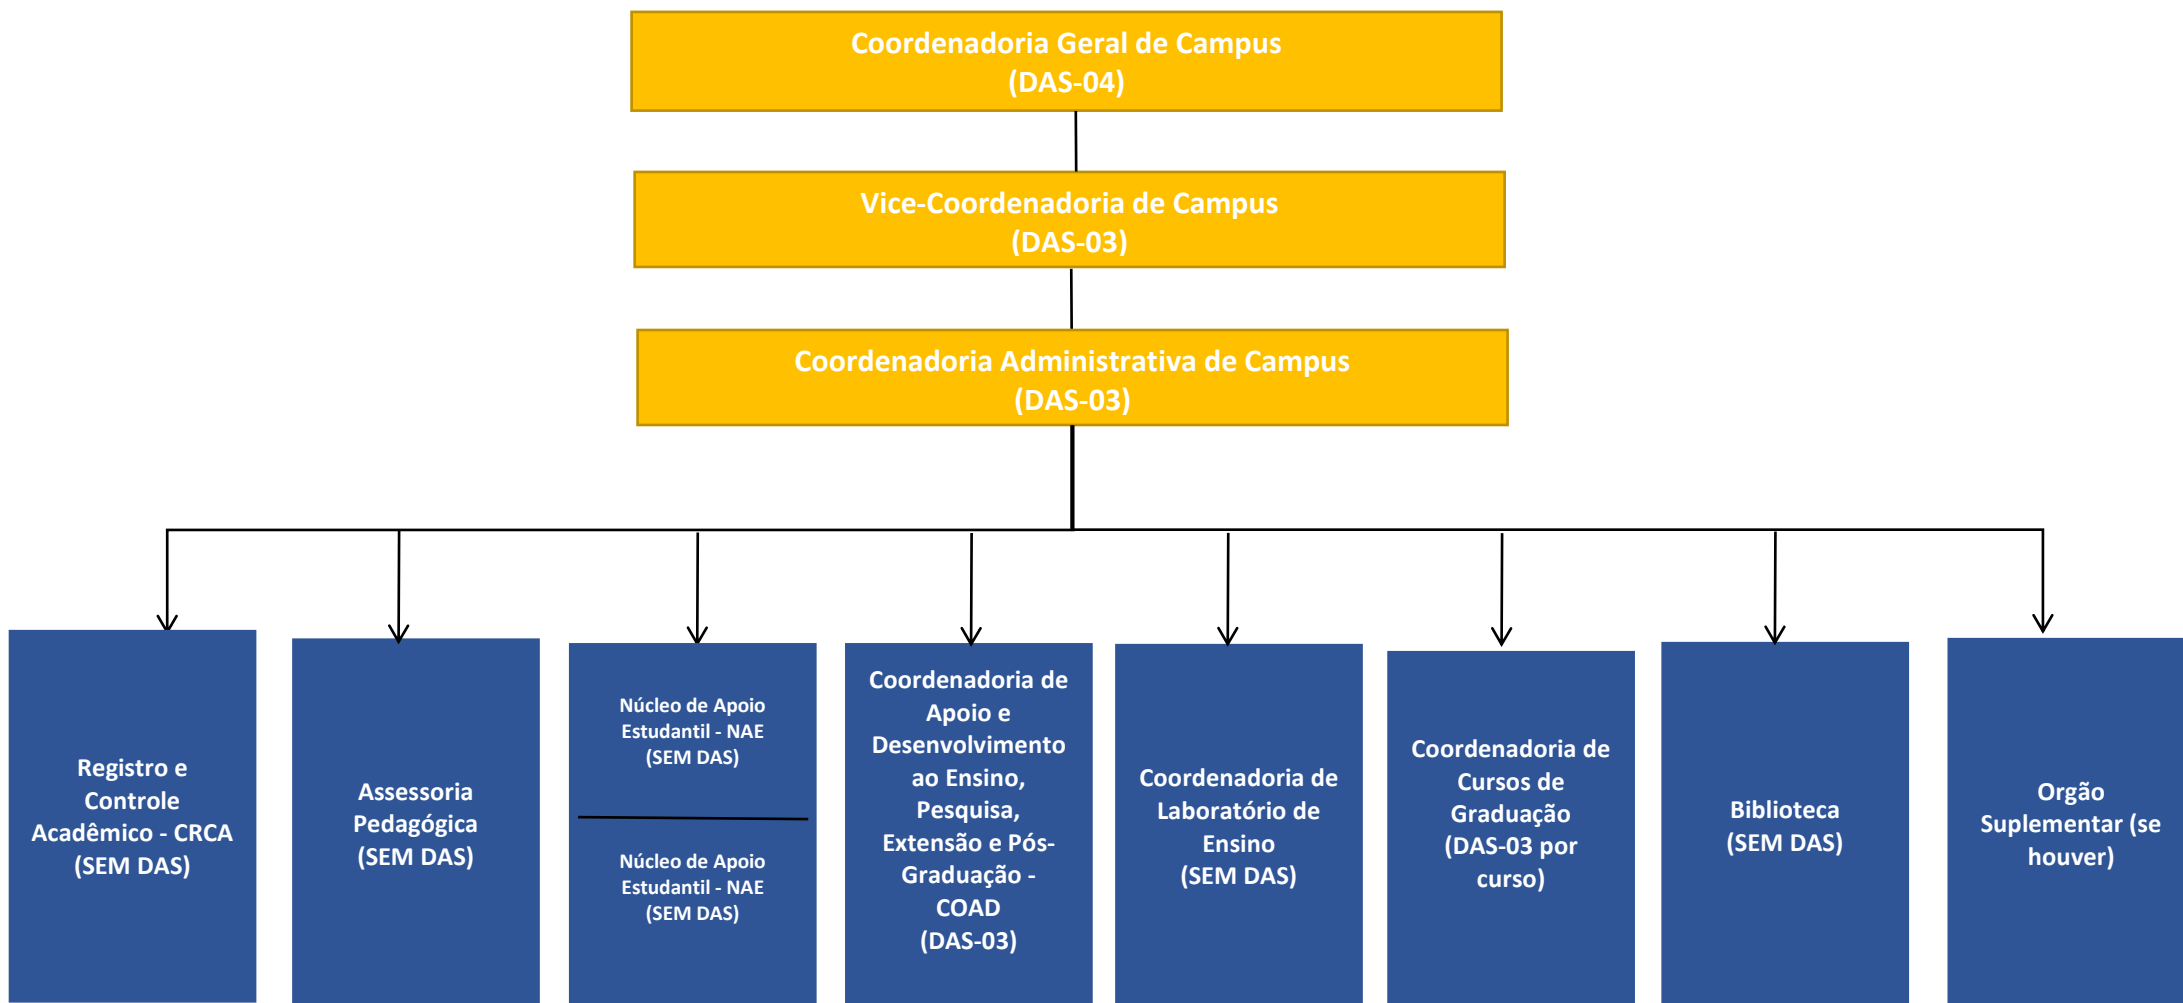 Coordenadoria Geral de Campus
(DAS-04)
Vice-Coordenadoria de Campus
(DAS-03)
Coordenadoria Administrativa de Campus
(DAS-03)
Registro e
Controle
Acadêmico - CRCA
(SEM DAS)
Assessoria
Pedagógica
(SEM DAS)
Núcleo de Apoio
Estudantil - NAE
(SEM DAS)
Núcleo de Apoio
Estudantil - NAE
(SEM DAS)
Coordenadoria de
Apoio e
Desenvolvimento
ao Ensino,
Pesquisa,
Extensão e Pós-
Graduação -
COAD
(DAS-03)
Coordenadoria de
Laboratório de
Ensino
(SEM DAS)
Coordenadoria de
Cursos de
Graduação
(DAS-03 por
curso)
Biblioteca
(SEM DAS)
Orgão
Suplementar (se
houver)